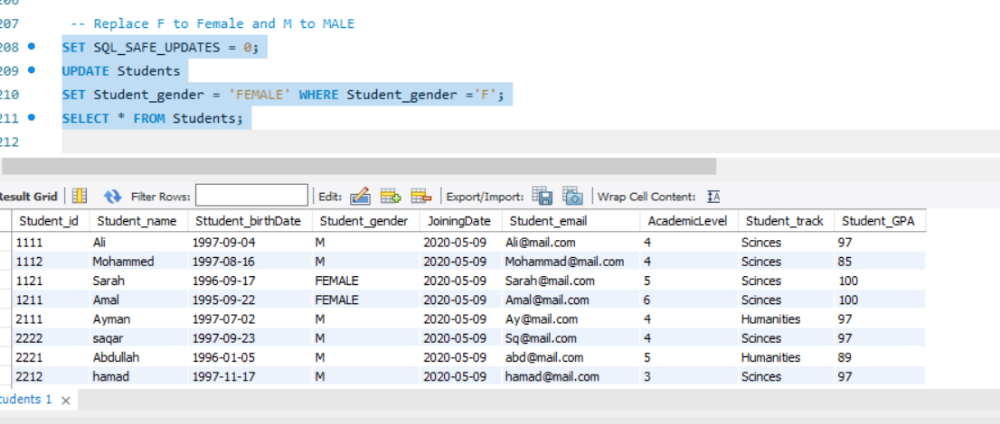 207 -- Replace F to Female and M to MALE
208 SET SQL_SAFE_UPDATES = 0;
209 UPDATE Students
210 SET Student_gender = 'FEMALE' WHERE Student_gender ='F';
211 SELECT * FROM Students;
212
Result Grid Filter Rows: Edit: Export/Import: Wrap Cell Content:
Student_id Student_name Sttudent_birthDate Student_gender JoiningDate Student_email AcademicLevel Student_track Student_GPA
1111 Ali 1997-09-04 M 2020-05-09 Ali@mail.com 4 Scinces 97
1112 Mohammed 1997-08-16 M 2020-05-09 Mohammad@mail.com 4 Scinces 85
1121 Sarah 1996-09-17 FEMALE 2020-05-09 Sarah@mail.com 5 Scinces 100
1211 Amal 1995-09-22 FEMALE 2020-05-09 Amal@mail.com 6 Scinces 100
2111 Ayman 1997-07-02 M 2020-05-09 Ay@mail.com 4 Humanities 97
2222 saqar 1997-09-23 M 2020-05-09 Sq@mail.com 4 Scinces 97
2221 Abdullah 1996-01-05 M 2020-05-09 abd@mail.com 5 Humanities 89
2212 hamad 1997-11-17 M 2020-05-09 hamad@mail.com 3 Scinces 97
tudents 1